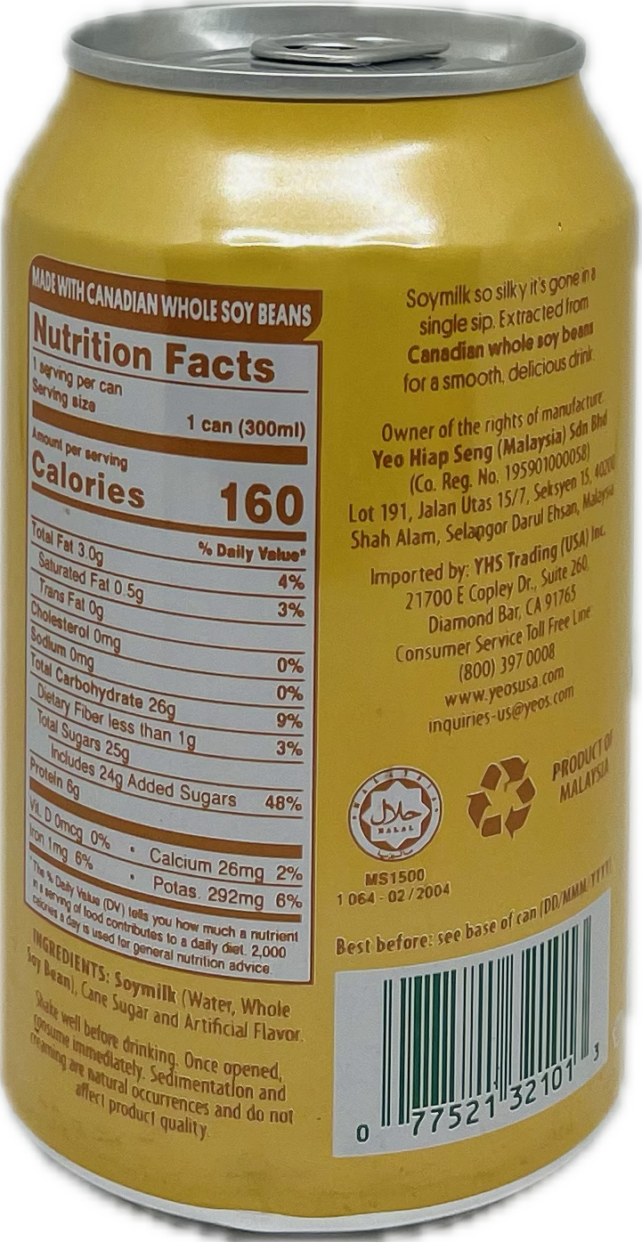 MADE WITH CANADIAN WHOLE SOY BEANS
Nutrition Facts
1 serving per can
Serving size 1 can (300ml)
Amount per serving
Calories 160
% Daily Value*
Total Fat 3.0g 4%
Saturated Fat 0.5g 3%
Trans Fat 0g
Cholesterol 0mg 0%
Sodium 0mg 0%
Total Carbohydrate 26g 9%
Dietary Fiber less than 1g 3%
Total Sugars 25g
Includes 24g Added Sugars 48%
Protein 6g
Vit. D 0mcg 0% • Calcium 26mg 2%
Iron 1mg 6% • Potas. 292mg 6%
*The % Daily Value (DV) tells you how much a nutrient
in a serving of food contributes to a daily diet. 2,000
calories a day is used for general nutrition advice.
INGREDIENTS: Soymilk (Water, Whole
Soy Bean), Cane Sugar and Artificial Flavor.
Shake well before drinking. Once opened,
consume immediately. Sedimentation and
creaming are natural occurrences and do not
affect product quality.
Soymilk so silky it's gone in a
single sip. Extracted from
Canadian whole soy beans
for a smooth, delicious drink.
Owner of the rights of manufacture:
Yeo Hiap Seng (Malaysia) Sdn Bhd
(Co. Reg. No. 195901000058)
Lot 191, Jalan Utas 15/7, Seksyen 15, 40200
Shah Alam, Selangor Darul Ehsan, Malaysia
Imported by: YHS Trading (USA) Inc.
21700 E Copley Dr., Suite 260,
Diamond Bar, CA 91765
Consumer Service Toll Free Line
(800) 397 0008
www.yeosusa.com
inquiries-us@yeos.com
MALAYSIA
حلال
HALAL
ماليزيا
MS1500
1 064 - 02/2004
PRODUCT OF
MALAYSIA
Best before: see base of can (DD/MMM/YYYY)
0 77521 32101 3